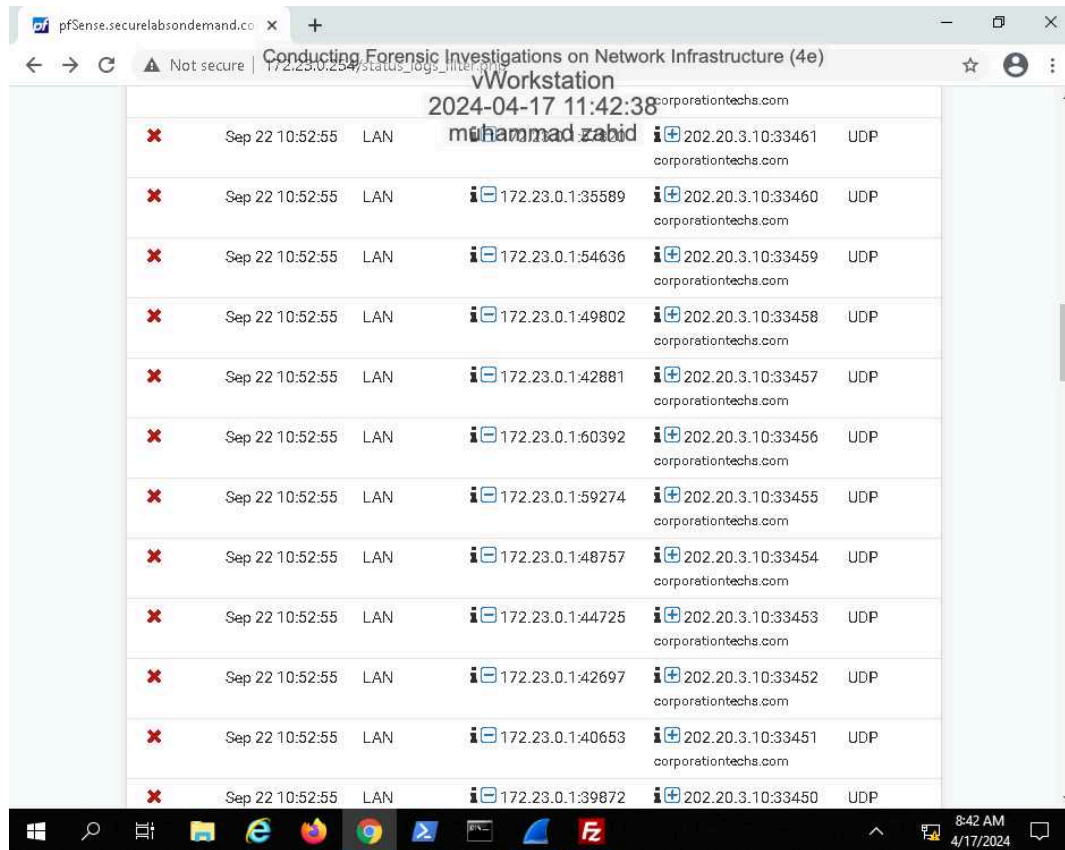 pfSense.securelabsondemand.co
Not secure | 172.23.0.254/status_logs_filter.php
Conducting Forensic Investigations on Network Infrastructure (4e)
vWorkstation
2024-04-17 11:42:38
muhammad zahid
corporationtechs.com
Sep 22 10:52:55 LAN 202.20.3.10:33461 UDP
corporationtechs.com
Sep 22 10:52:55 LAN 172.23.0.1:35589 202.20.3.10:33460 UDP
corporationtechs.com
Sep 22 10:52:55 LAN 172.23.0.1:54636 202.20.3.10:33459 UDP
corporationtechs.com
Sep 22 10:52:55 LAN 172.23.0.1:49802 202.20.3.10:33458 UDP
corporationtechs.com
Sep 22 10:52:55 LAN 172.23.0.1:42881 202.20.3.10:33457 UDP
corporationtechs.com
Sep 22 10:52:55 LAN 172.23.0.1:60392 202.20.3.10:33456 UDP
corporationtechs.com
Sep 22 10:52:55 LAN 172.23.0.1:59274 202.20.3.10:33455 UDP
corporationtechs.com
Sep 22 10:52:55 LAN 172.23.0.1:48757 202.20.3.10:33454 UDP
corporationtechs.com
Sep 22 10:52:55 LAN 172.23.0.1:44725 202.20.3.10:33453 UDP
corporationtechs.com
Sep 22 10:52:55 LAN 172.23.0.1:42697 202.20.3.10:33452 UDP
corporationtechs.com
Sep 22 10:52:55 LAN 172.23.0.1:40653 202.20.3.10:33451 UDP
corporationtechs.com
Sep 22 10:52:55 LAN 172.23.0.1:39872 202.20.3.10:33450 UDP
8:42 AM
4/17/2024